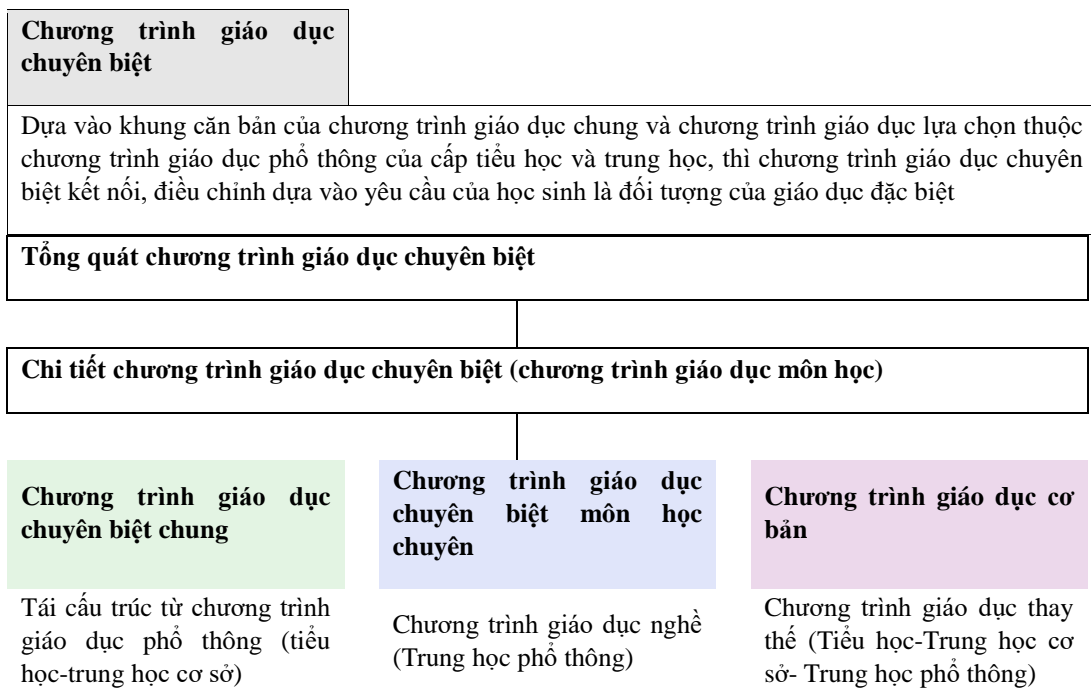 Chương trình giáo dục
chuyên biệt
Dựa vào khung căn bản của chương trình giáo dục chung và chương trình giáo dục lựa chọn thuộc
chương trình giáo dục phổ thông của cấp tiểu học và trung học, thì chương trình giáo dục chuyên
biệt kết nối, điều chỉnh dựa vào yêu cầu của học sinh là đối tượng của giáo dục đặc biệt
Tổng quát chương trình giáo dục chuyên biệt
Chi tiết chương trình giáo dục chuyên biệt (chương trình giáo dục môn học)
Chương trình giáo dục
chuyên biệt chung
Chương trình giáo dục
chuyên biệt môn học
chuyên
Chương trình giáo dục cơ
bản
Tái cấu trúc từ chương trình
giáo dục phổ thông (tiểu
học-trung học cơ sở)
Chương trình giáo dục nghề
(Trung học phổ thông)
Chương trình giáo dục thay
thế (Tiểu học-Trung học cơ
sở- Trung học phổ thông)